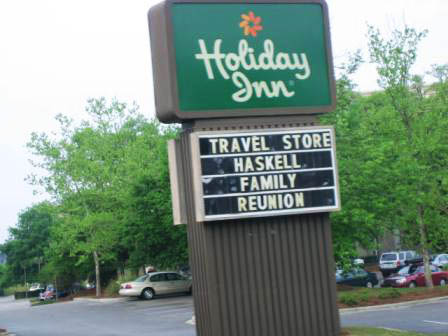 Holiday
Inn
TRAVEL STORE
HASKELL
FAMILY
REUNION